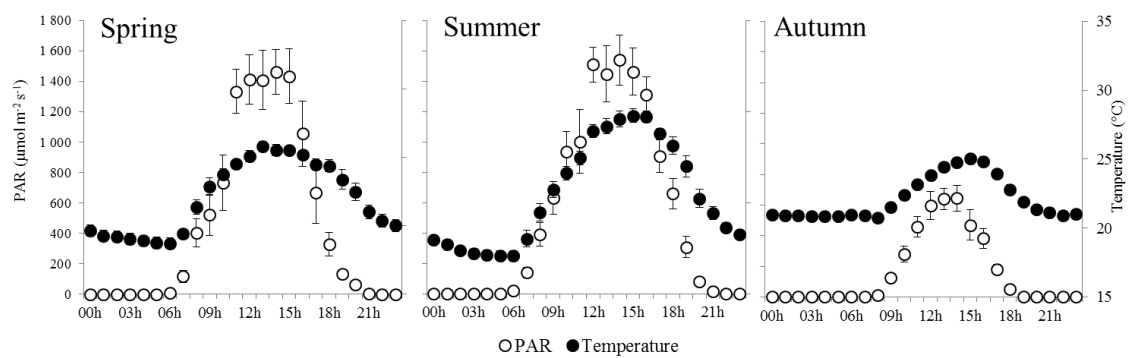 Spring
Summer
Autumn
PAR (µmol m⁻² s⁻¹)
1 800
1 600
1 400
1 200
1 000
800
600
400
200
0
00h 03h 06h 09h 12h 15h 18h 21h
00h 03h 06h 09h 12h 15h 18h 21h
00h 03h 06h 09h 12h 15h 18h 21h
35
30
25
20
15
Temperature (°C)
PAR Temperature